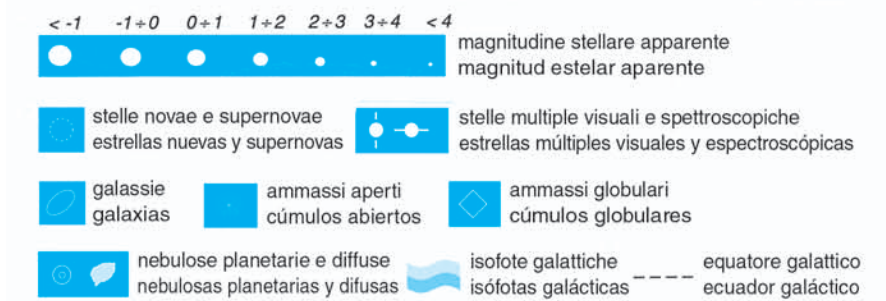 < -1 -1÷0 0÷1 1÷2 2÷3 3÷4 < 4
magnitudine stellare apparente
magnitud estelar aparente
stelle novae e supernovae
estrellas nuevas y supernovas
stelle multiple visuali e spettroscopiche
estrellas múltiples visuales y espectroscópicas
galassie
galaxias
ammassi aperti
cúmulos abiertos
ammassi globulari
cúmulos globulares
nebulose planetarie e diffuse
nebulosas planetarias y difusas
isofote galattiche
isófotas galácticas
equatore galattico
ecuador galáctico